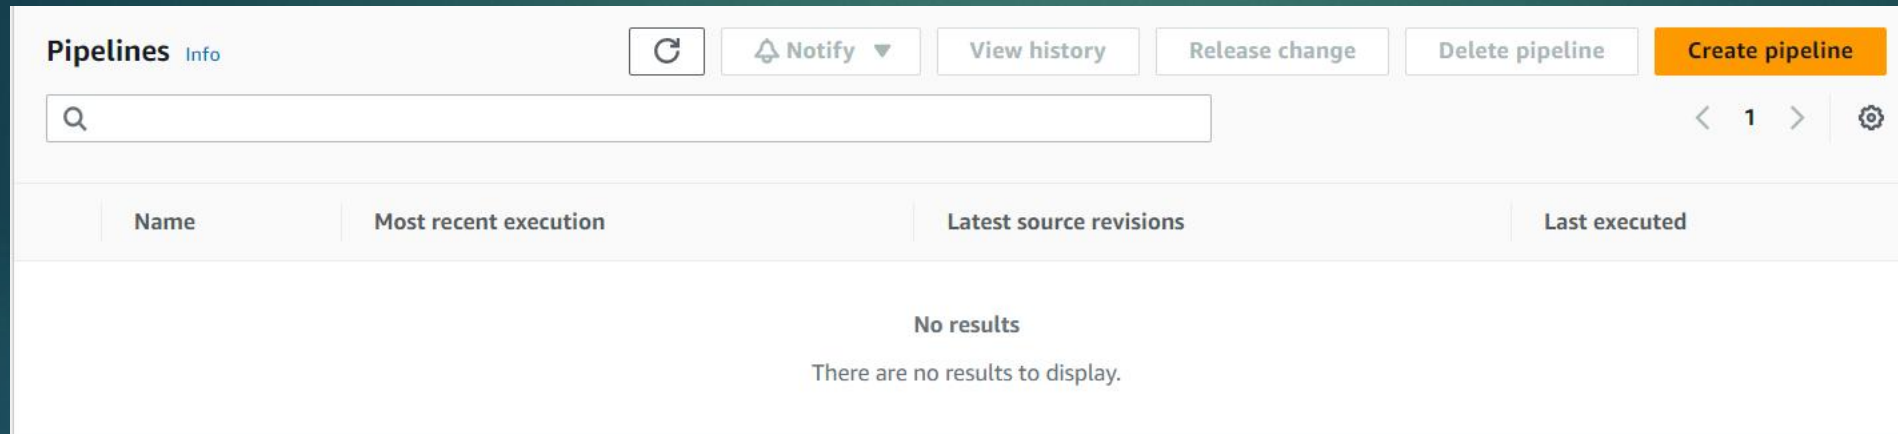 Pipelines Info
Notify View history Release change Delete pipeline Create pipeline
1
Name Most recent execution Latest source revisions Last executed
No results
There are no results to display.